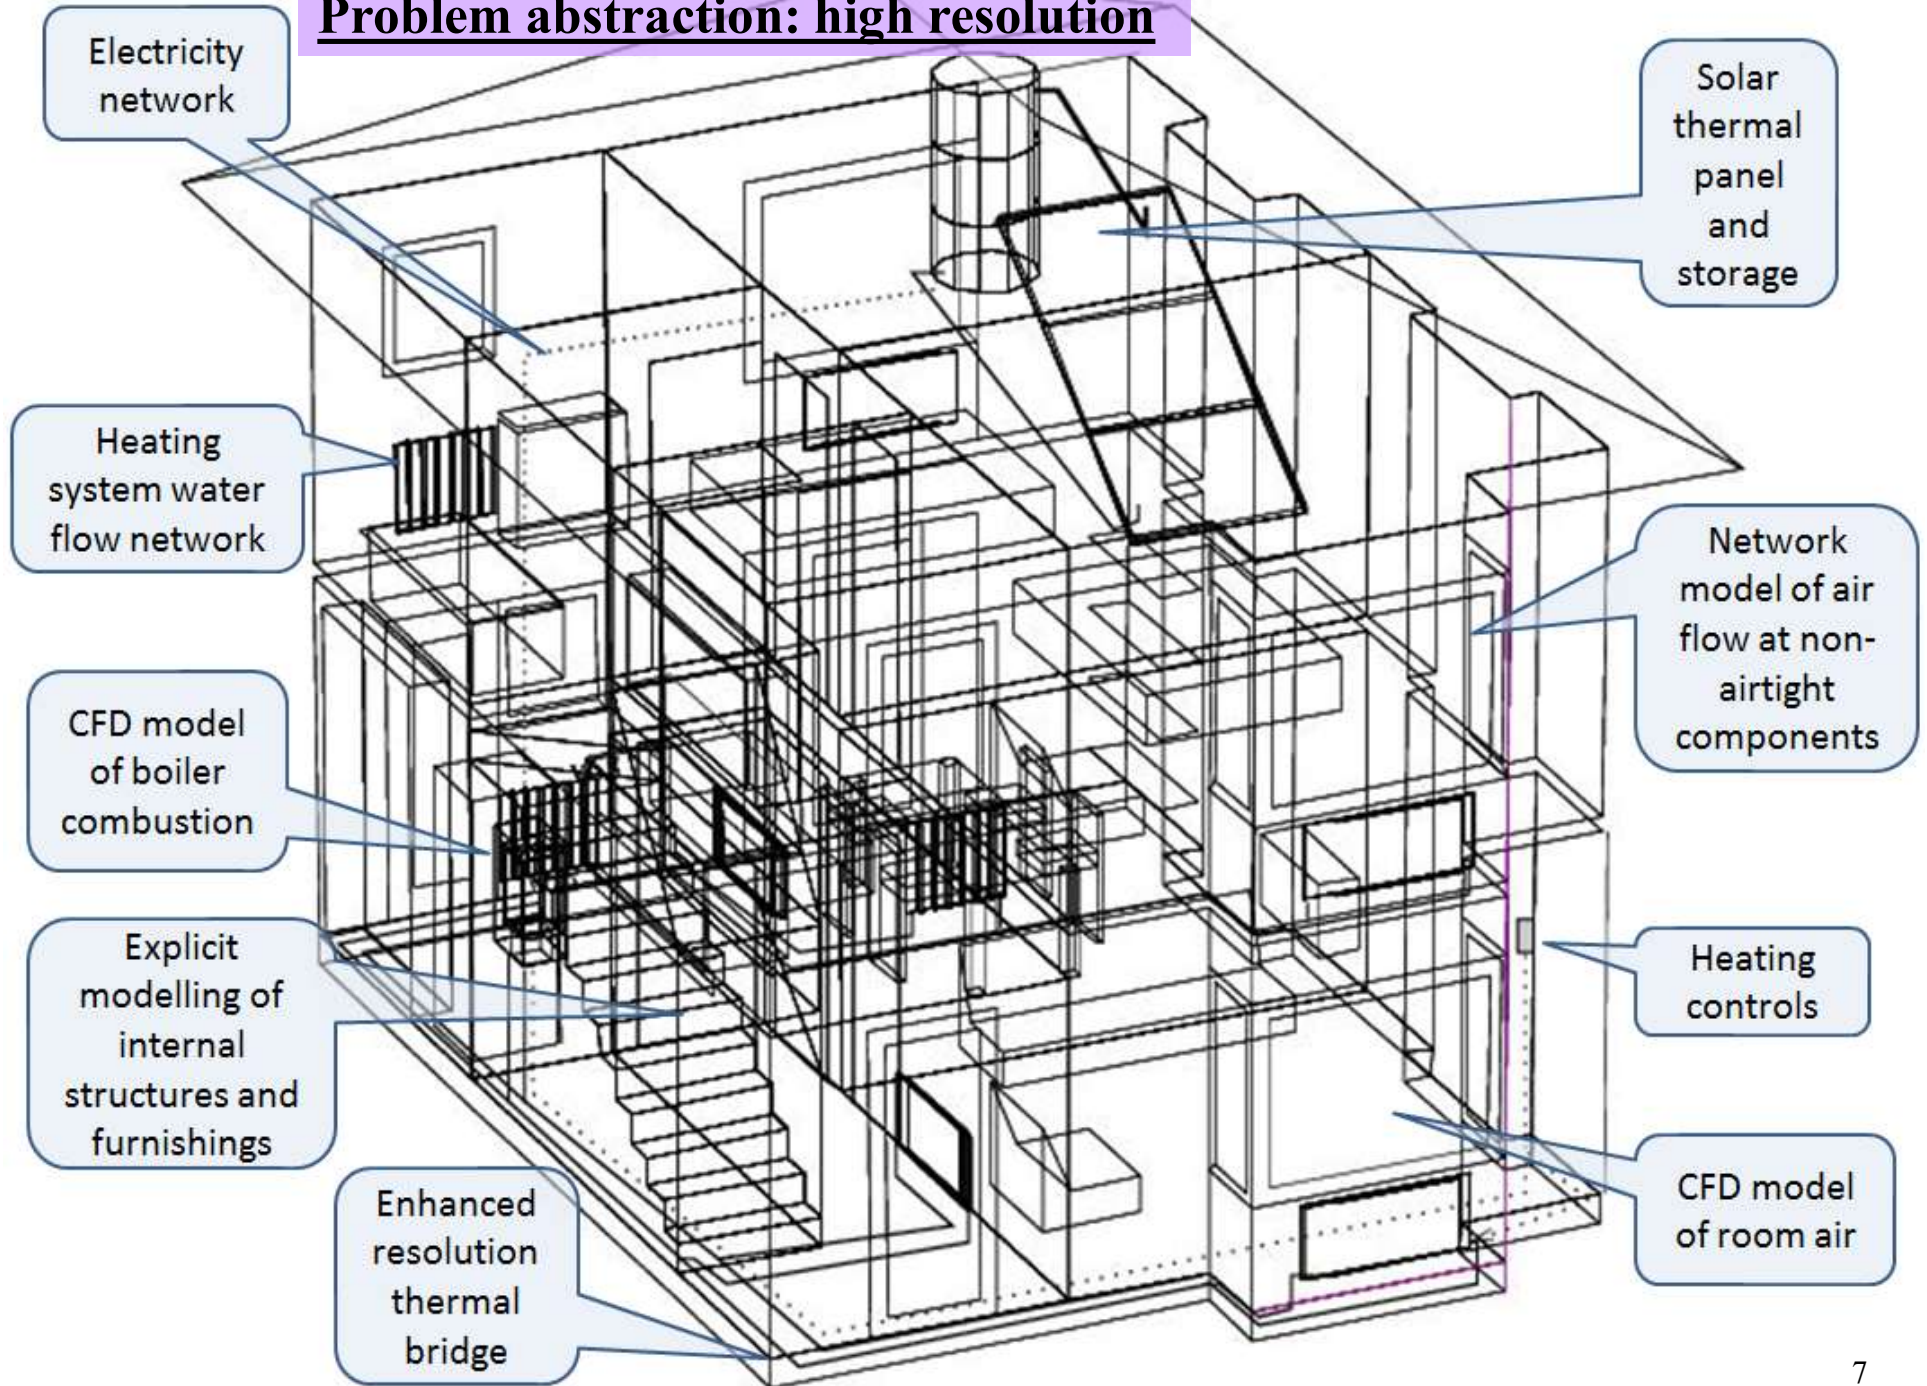 Problem abstraction: high resolution
Electricity
network
Solar
thermal
panel
and
storage
Heating
system water
flow network
Network
model of air
flow at non-
airtight
components
CFD model
of boiler
combustion
Explicit
modelling of
internal
structures and
furnishings
Heating
controls
Enhanced
resolution
thermal
bridge
CFD model
of room air
7